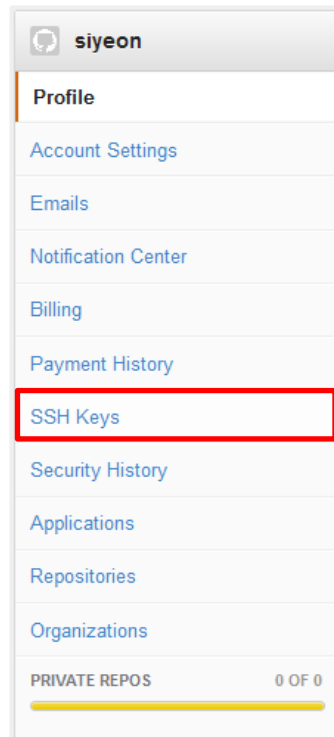 siyeon
Profile
Account Settings
Emails
Notification Center
Billing
Payment History
SSH Keys
Security History
Applications
Repositories
Organizations
PRIVATE REPOS 0 OF 0